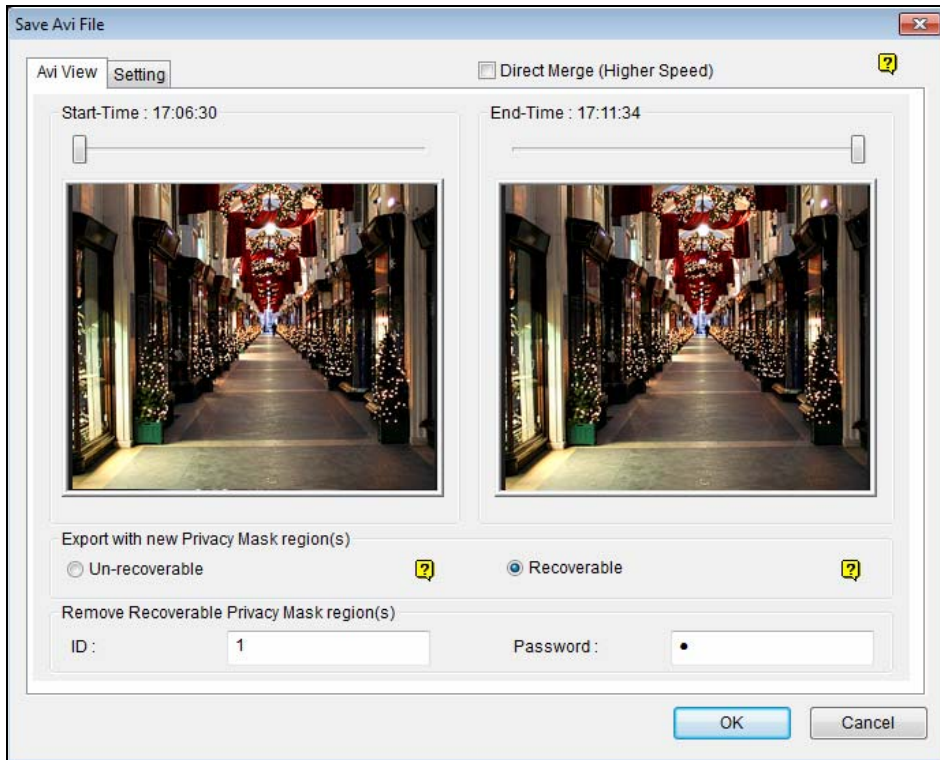 Save Avi File
Avi View
Setting
Direct Merge (Higher Speed)
?
Start-Time : 17:06:30
End-Time : 17:11:34
Export with new Privacy Mask region(s)
Un-recoverable
?
Recoverable
?
Remove Recoverable Privacy Mask region(s)
ID :
1
Password :
●
OK
Cancel